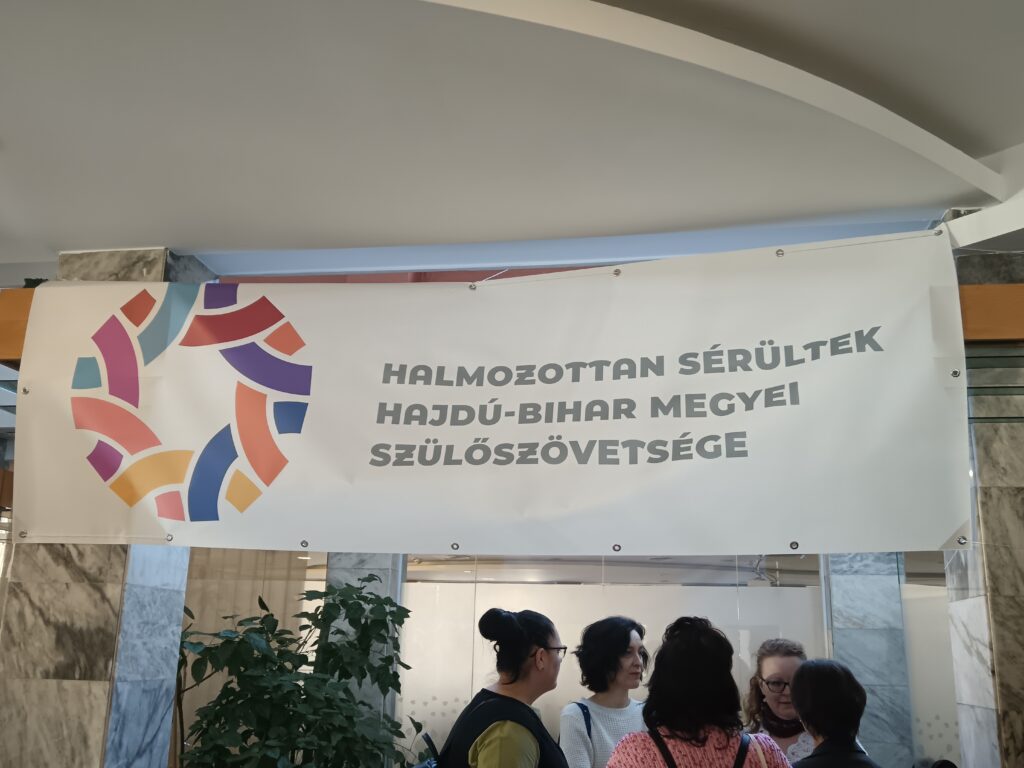 HALMOZOTTAN SÉRÜLTEK
HAJDÚ-BIHAR MEGYEI
SZÜLŐSZÖVETSÉGE